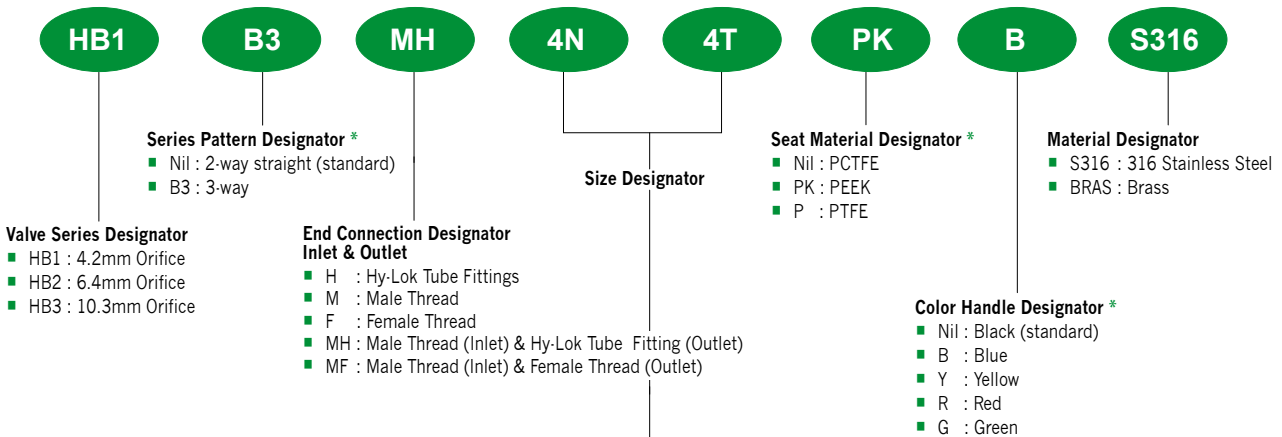 HB1 B3 MH 4N 4T PK B S316
Series Pattern Designator *
■ Nil : 2-way straight (standard)
■ B3 : 3-way
Size Designator
Seat Material Designator *
■ Nil : PCTFE
■ PK : PEEK
■ P : PTFE
Material Designator
■ S316 : 316 Stainless Steel
■ BRAS : Brass
Valve Series Designator
■ HB1 : 4.2mm Orifice
■ HB2 : 6.4mm Orifice
■ HB3 : 10.3mm Orifice
End Connection Designator
Inlet & Outlet
■ H : Hy-Lok Tube Fittings
■ M : Male Thread
■ F : Female Thread
■ MH : Male Thread (Inlet) & Hy-Lok Tube Fitting (Outlet)
■ MF : Male Thread (Inlet) & Female Thread (Outlet)
Color Handle Designator *
■ Nil : Black (standard)
■ B : Blue
■ Y : Yellow
■ R : Red
■ G : Green